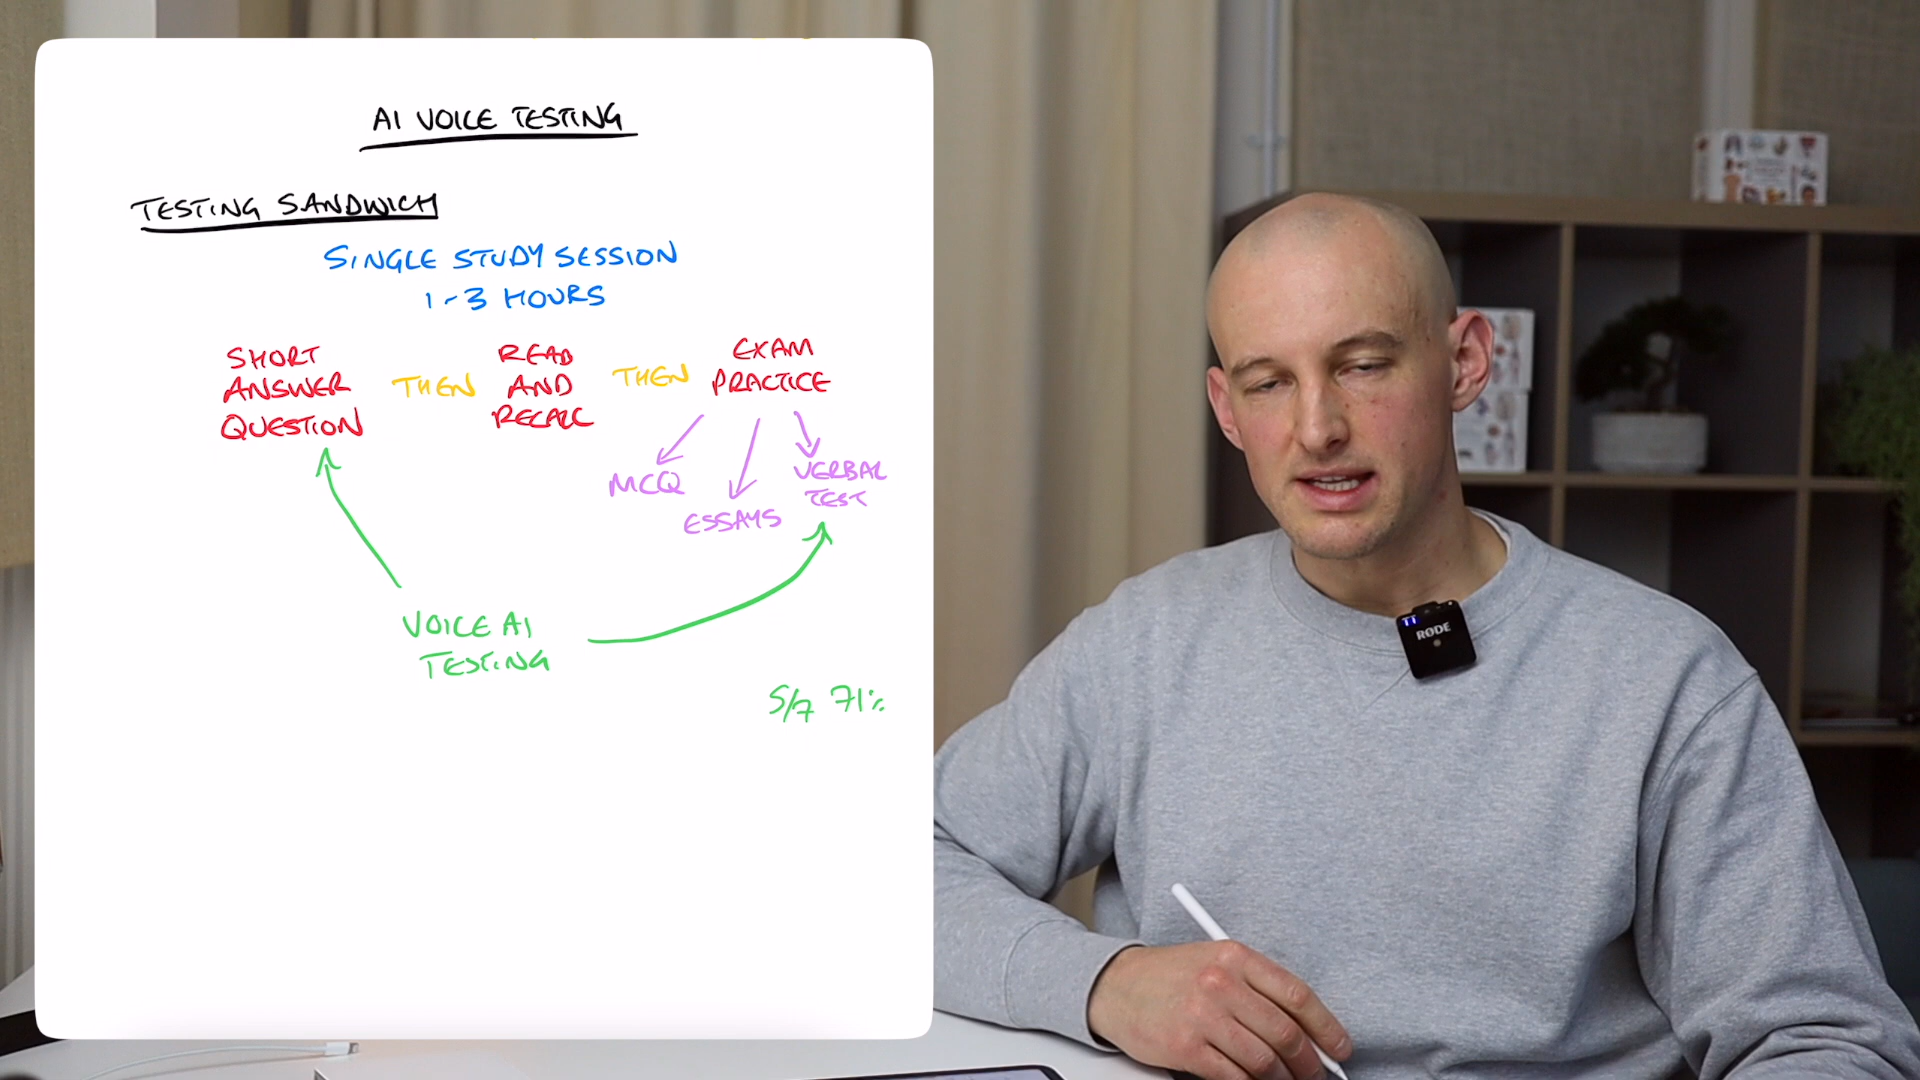 AI VOICE TESTING
TESTING SANDWICH
SINGLE STUDY SESSION
1-3 HOURS
SHORT
ANSWER
QUESTION
THEN
READ
AND
RECALL
THEN
EXAM
PRACTICE
MCQ
ESSAYS
VERBAL
TEST
VOICE AI
TESTING
5/7 71%
RØDE